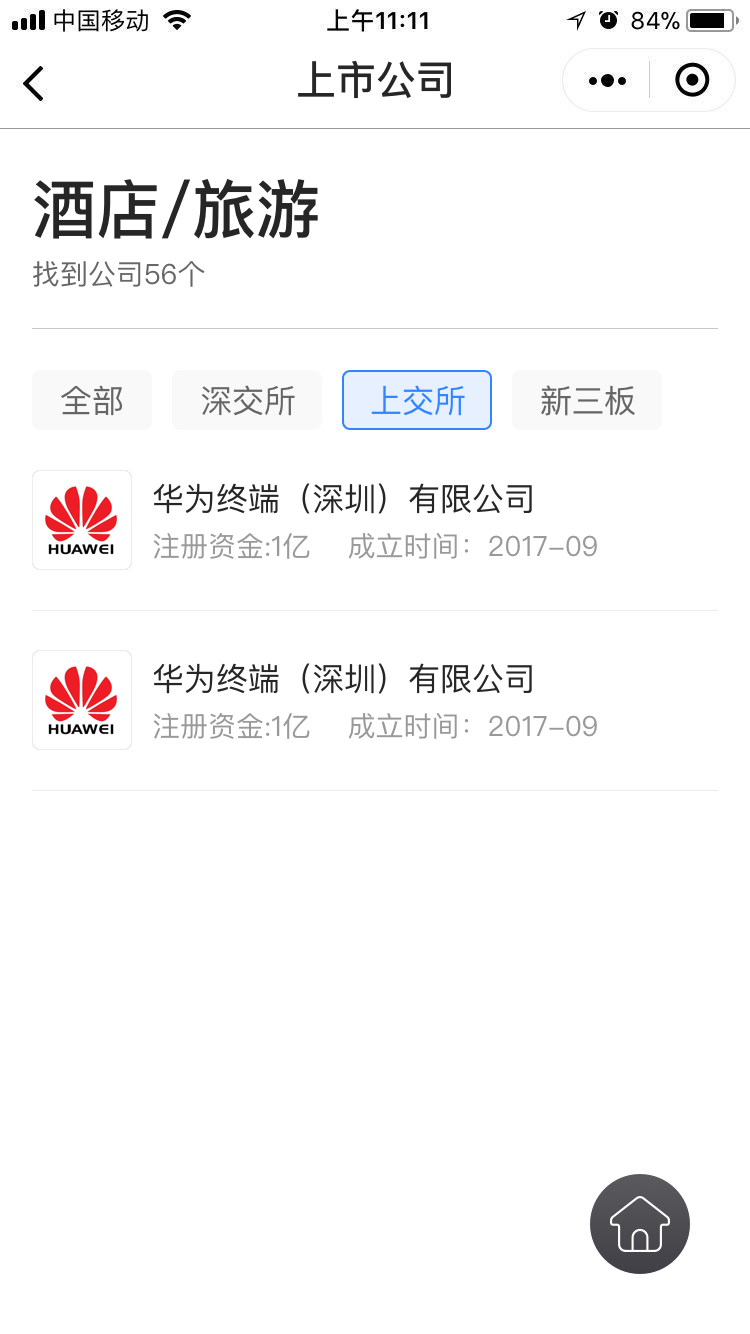 中国移动 上午11:11 84%
上市公司
酒店/旅游
找到公司56个
全部 深交所 上交所 新三板
华为终端（深圳）有限公司
HUAWEI 注册资金:1亿 成立时间：2017–09
华为终端（深圳）有限公司
HUAWEI 注册资金:1亿 成立时间：2017–09